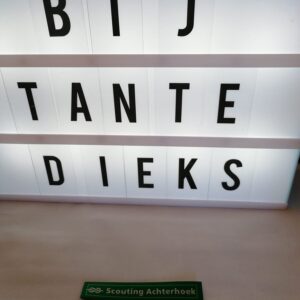 BIJ
TANTE
DIEKS
Scouting Achterhoek